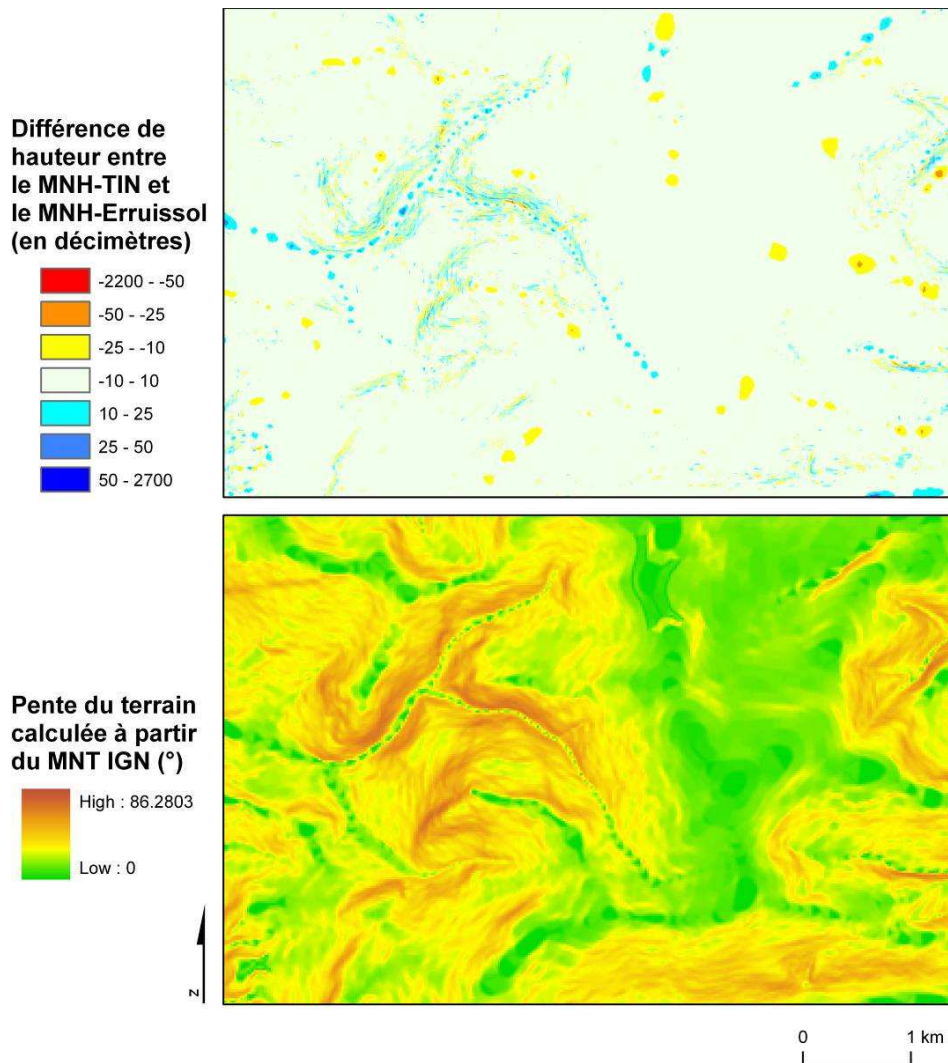 Différence de
hauteur entre
le MNH-TIN et
le MNH-Erruissol
(en décimètres)
-2200 - -50
-50 - -25
-25 - -10
-10 - 10
10 - 25
25 - 50
50 - 2700
Pente du terrain
calculée à partir
du MNT IGN (°)
High : 86.2803
Low : 0
N
0 1 km